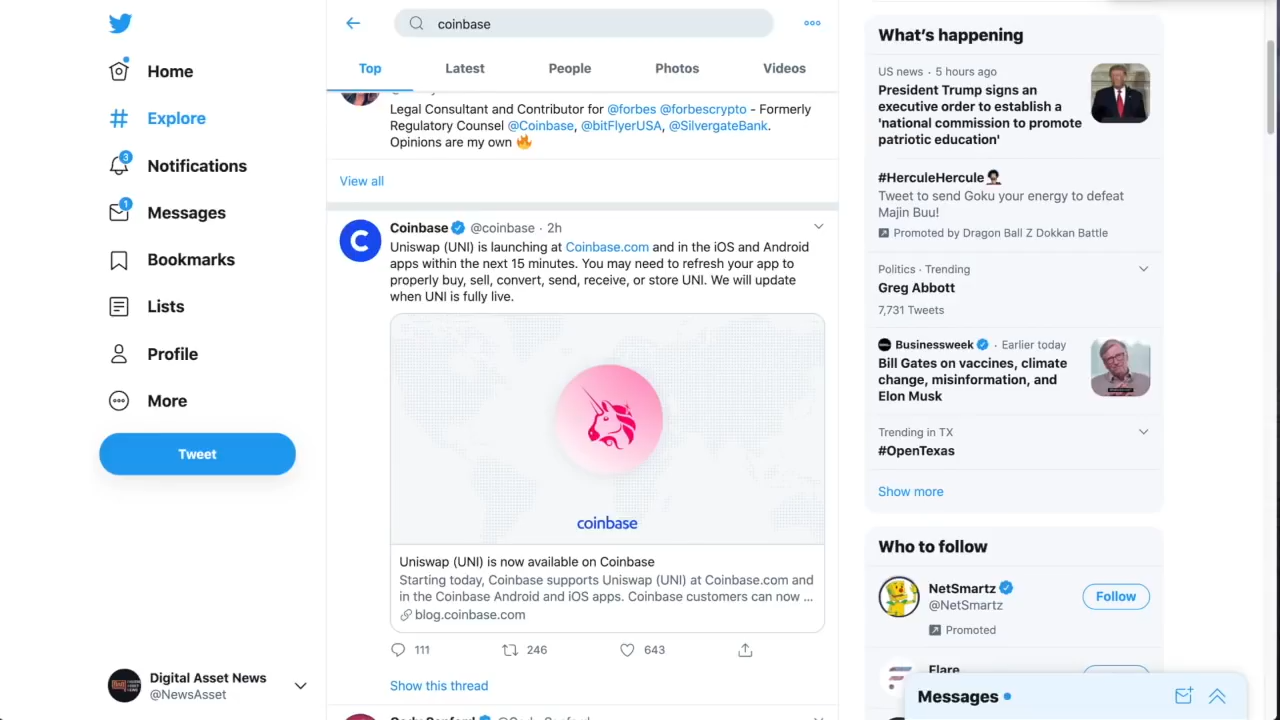 coinbase
Top
Latest
People
Photos
Videos
Home
Explore
3
Notifications
1
Messages
Bookmarks
Lists
Profile
More
Tweet
Digital Asset News
@NewsAsset
Legal Consultant and Contributor for @forbes @forbescrypto - Formerly
Regulatory Counsel @Coinbase, @bitFlyerUSA, @SilvergateBank.
Opinions are my own 🔥
View all
Coinbase @coinbase · 2h
Uniswap (UNI) is launching at Coinbase.com and in the iOS and Android
apps within the next 15 minutes. You may need to refresh your app to
properly buy, sell, convert, send, receive, or store UNI. We will update
when UNI is fully live.
coinbase
Uniswap (UNI) is now available on Coinbase
Starting today, Coinbase supports Uniswap (UNI) at Coinbase.com and
in the Coinbase Android and iOS apps. Coinbase customers can now ...
blog.coinbase.com
111
246
643
Show this thread
What's happening
US news · 5 hours ago
President Trump signs an
executive order to establish a
'national commission to promote
patriotic education'
#HerculeHercule
Tweet to send Goku your energy to defeat
Majin Buu!
Promoted by Dragon Ball Z Dokkan Battle
Politics · Trending
Greg Abbott
7,731 Tweets
Businessweek · Earlier today
Bill Gates on vaccines, climate
change, misinformation, and
Elon Musk
Trending in TX
#OpenTexas
Show more
Who to follow
NetSmartz
@NetSmartz
Follow
Promoted
Flare
Messages